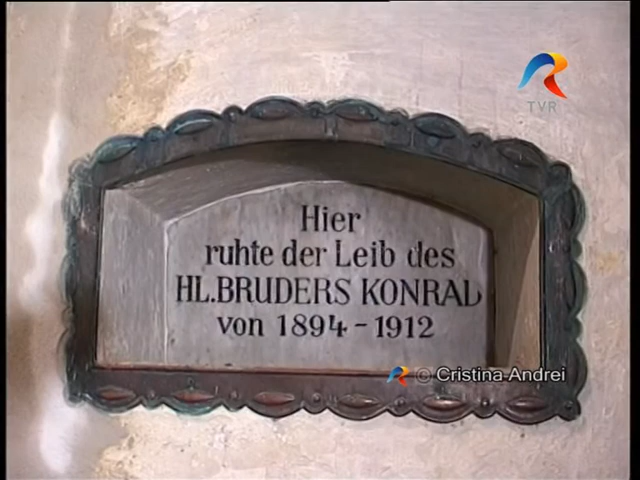 TVR
Hier
ruhte der Leib des
HL.BRUDERS KONRAD
von 1894-1912
© Cristina Andrei